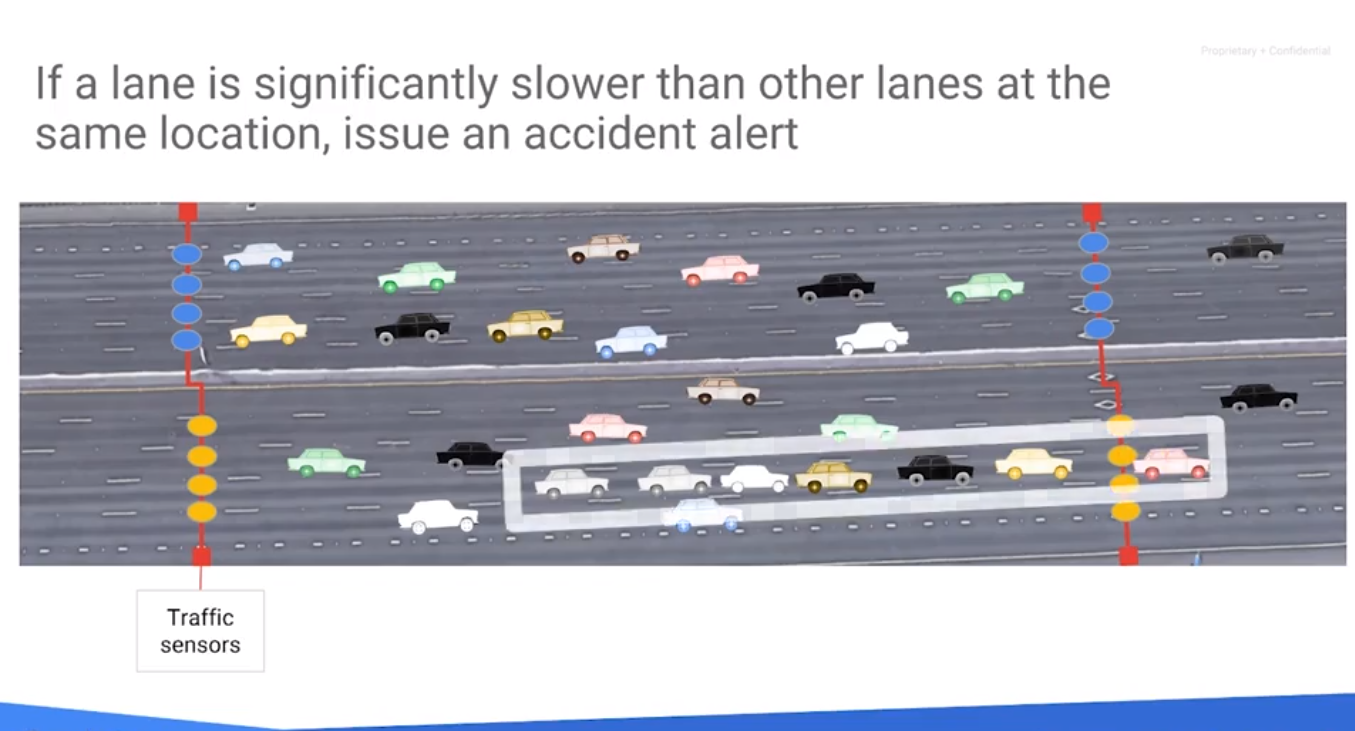 Proprietary + Confidential
If a lane is significantly slower than other lanes at the
same location, issue an accident alert
Traffic
sensors